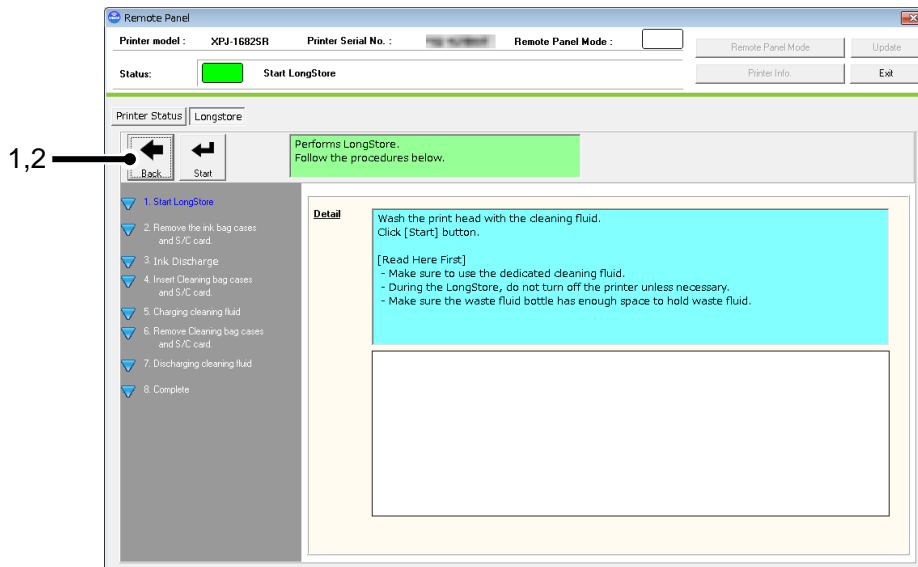 Remote Panel
Printer model : XPJ-1682SR Printer Serial No. : Remote Panel Mode :
Remote Panel Mode Update
Status: Start LongStore
Printer Info. Exit
Printer Status Longstore
1,2
Back Start
Performs LongStore.
Follow the procedures below.
1. Start LongStore
2. Remove the ink bag cases
and S/C card.
3. Ink Discharge
4. Insert Cleaning bag cases
and S/C card.
5. Charging cleaning fluid
6. Remove Cleaning bag cases
and S/C card.
7. Discharging cleaning fluid
8. Complete
Detail
Wash the print head with the cleaning fluid.
Click [Start] button.
[Read Here First]
- Make sure to use the dedicated cleaning fluid.
- During the LongStore, do not turn off the printer unless necessary.
- Make sure the waste fluid bottle has enough space to hold waste fluid.